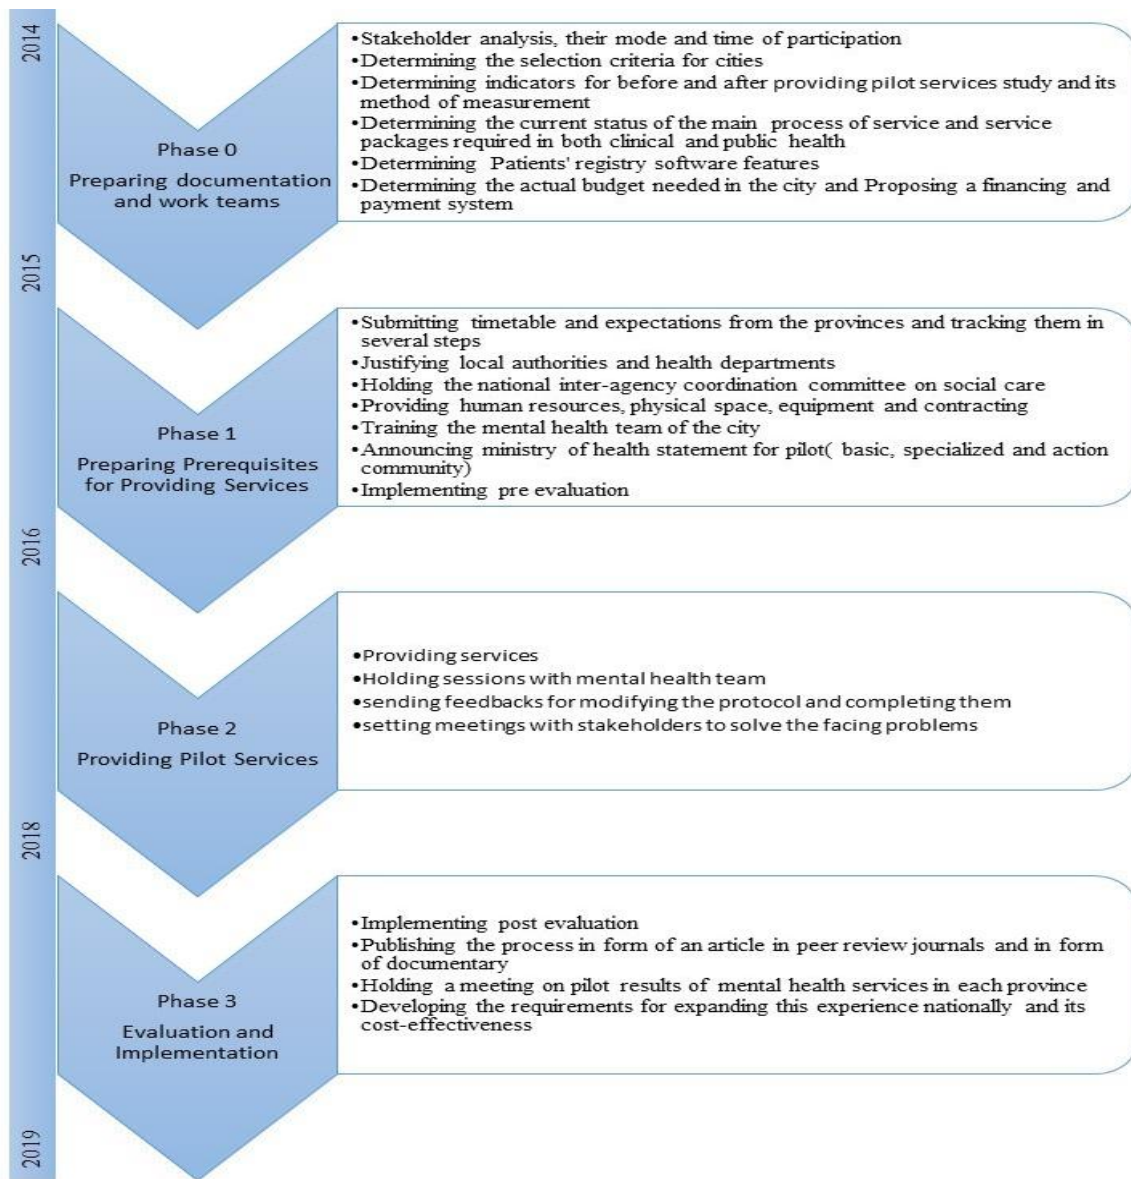 2014
Phase 0
Preparing documentation
and work teams
•Stakeholder analysis, their mode and time of participation
•Determining the selection criteria for cities
•Determining indicators for before and after providing pilot services study and its
method of measurement
•Determining the current status of the main process of service and service
packages required in both clinical and public health
•Determining Patients' registry software features
•Determining the actual budget needed in the city and Proposing a financing and
payment system
2015
Phase 1
Preparing Prerequisites
for Providing Services
•Submitting timetable and expectations from the provinces and tracking them in
several steps
•Justifying local authorities and health departments
•Holding the national inter-agency coordination committee on social care
•Providing human resources, physical space, equipment and contracting
•Training the mental health team of the city
•Announcing ministry of health statement for pilot( basic, specialized and action
community)
•Implementing pre evaluation
2016
Phase 2
Providing Pilot Services
•Providing services
•Holding sessions with mental health team
•sending feedbacks for modifying the protocol and completing them
•setting meetings with stakeholders to solve the facing problems
2018
Phase 3
Evaluation and
Implementation
•Implementing post evaluation
•Publishing the process in form of an article in peer review journals and in form
of documentary
•Holding a meeting on pilot results of mental health services in each province
•Developing the requirements for expanding this experience nationally and its
cost-effectiveness
2019